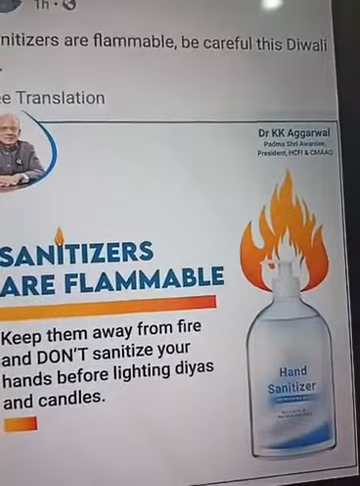 1h
nitizers are flammable, be careful this Diwali
e Translation
Dr KK Aggarwal
Padma Shri Awardee,
President, HCFI & CMAAO
SANITIZERS
ARE FLAMMABLE
Keep them away from fire
and DON'T sanitize your
hands before lighting diyas
and candles.
Hand
Sanitizer